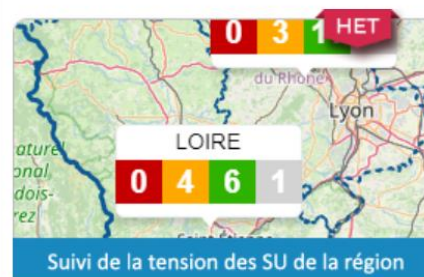 0 3 1 HET
du Rhône
Lyon
LOIRE
0 4 6 1
Suivi de la tension des SU de la région